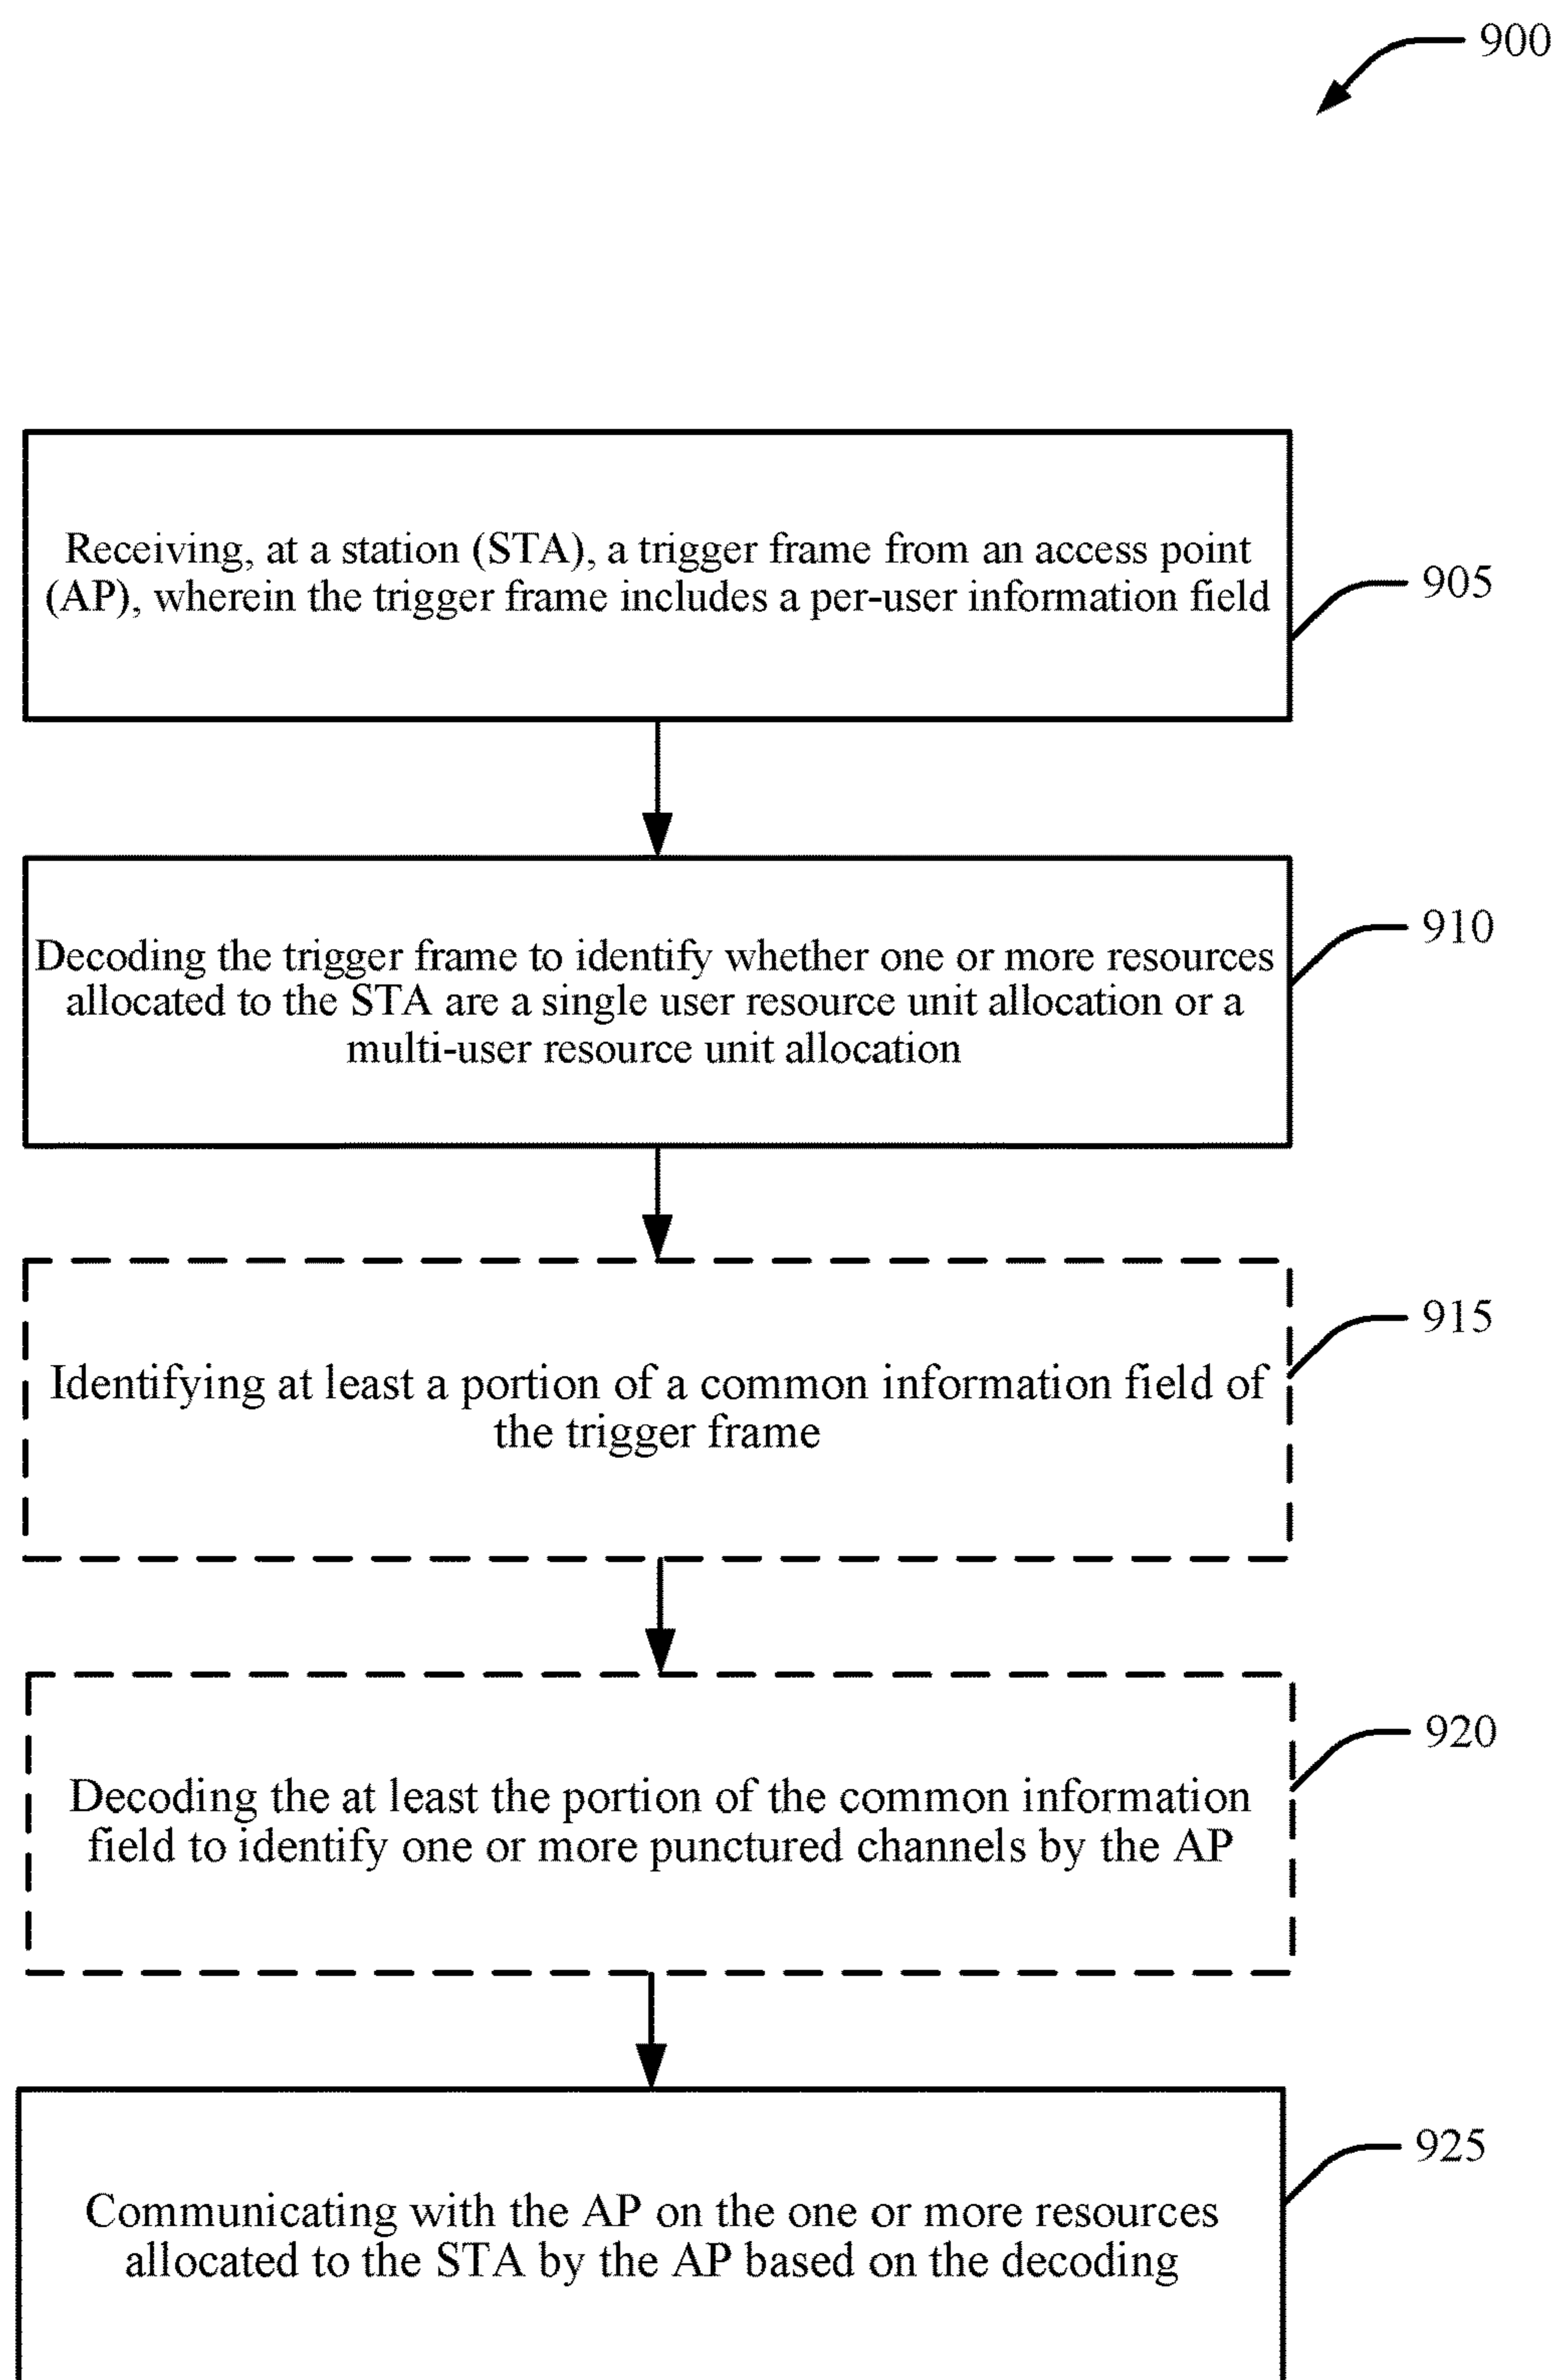 900
Receiving, at a station (STA), a trigger frame from an access point
(AP), wherein the trigger frame includes a per-user information field
905
Decoding the trigger frame to identify whether one or more resources
allocated to the STA are a single user resource unit allocation or a
multi-user resource unit allocation
910
Identifying at least a portion of a common information field of
the trigger frame
915
Decoding the at least the portion of the common information
field to identify one or more punctured channels by the AP
920
Communicating with the AP on the one or more resources
allocated to the STA by the AP based on the decoding
925